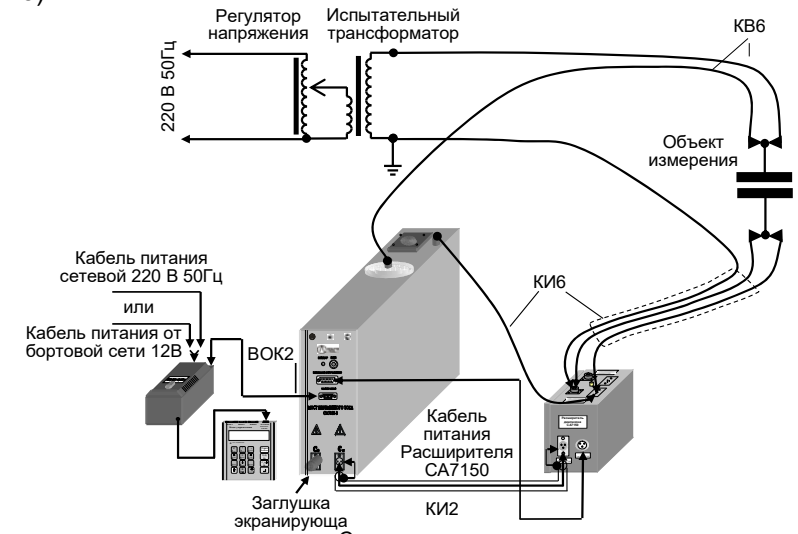 Регулятор
напряжения
Испытательный
трансформатор
КВ6
220 В 50Гц
Объект
измерения
Кабель питания
сетевой 220 В 50Гц
или
Кабель питания от
бортовой сети 12В
ВОК2
КИ6
Кабель
питания
Расширителя
СА7150
КИ2
Заглушка
экранирующа